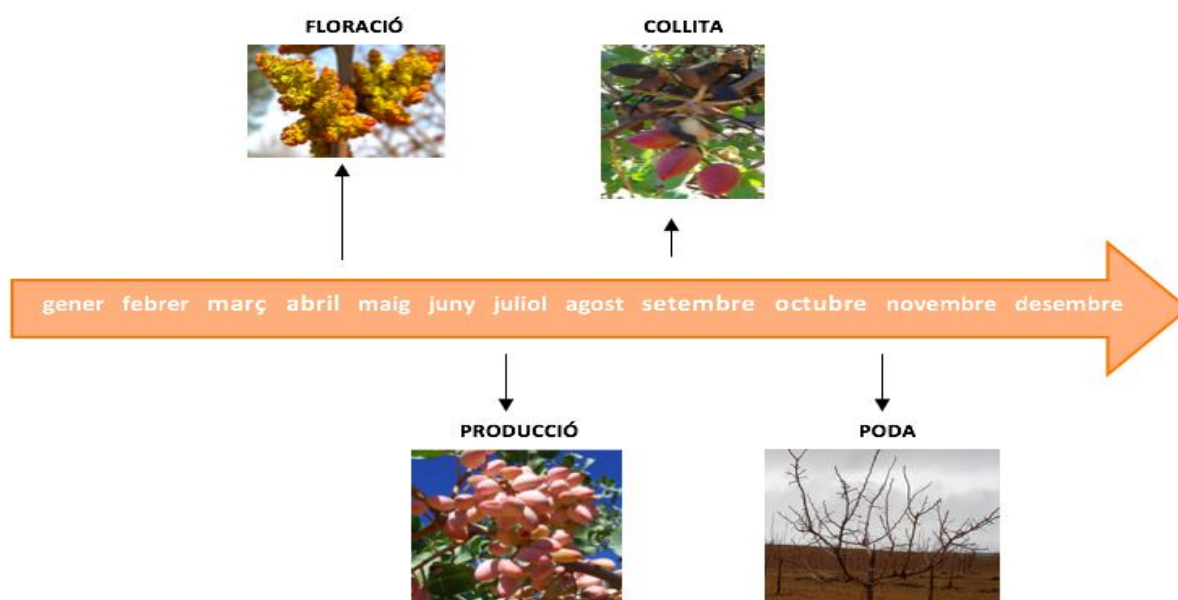 FLORACIÓ
COLLITA
gener febrer març abril maig juny juliol agost setembre octubre novembre desembre
PRODUCCIÓ
PODA